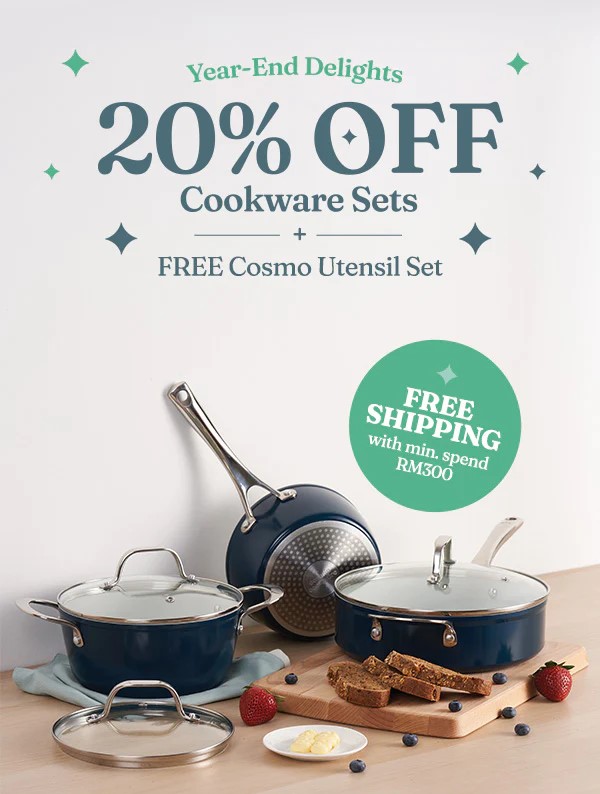 Year-End Delights
20% OFF
Cookware Sets
+
FREE Cosmo Utensil Set
FREE
SHIPPING
with min. spend
RM300